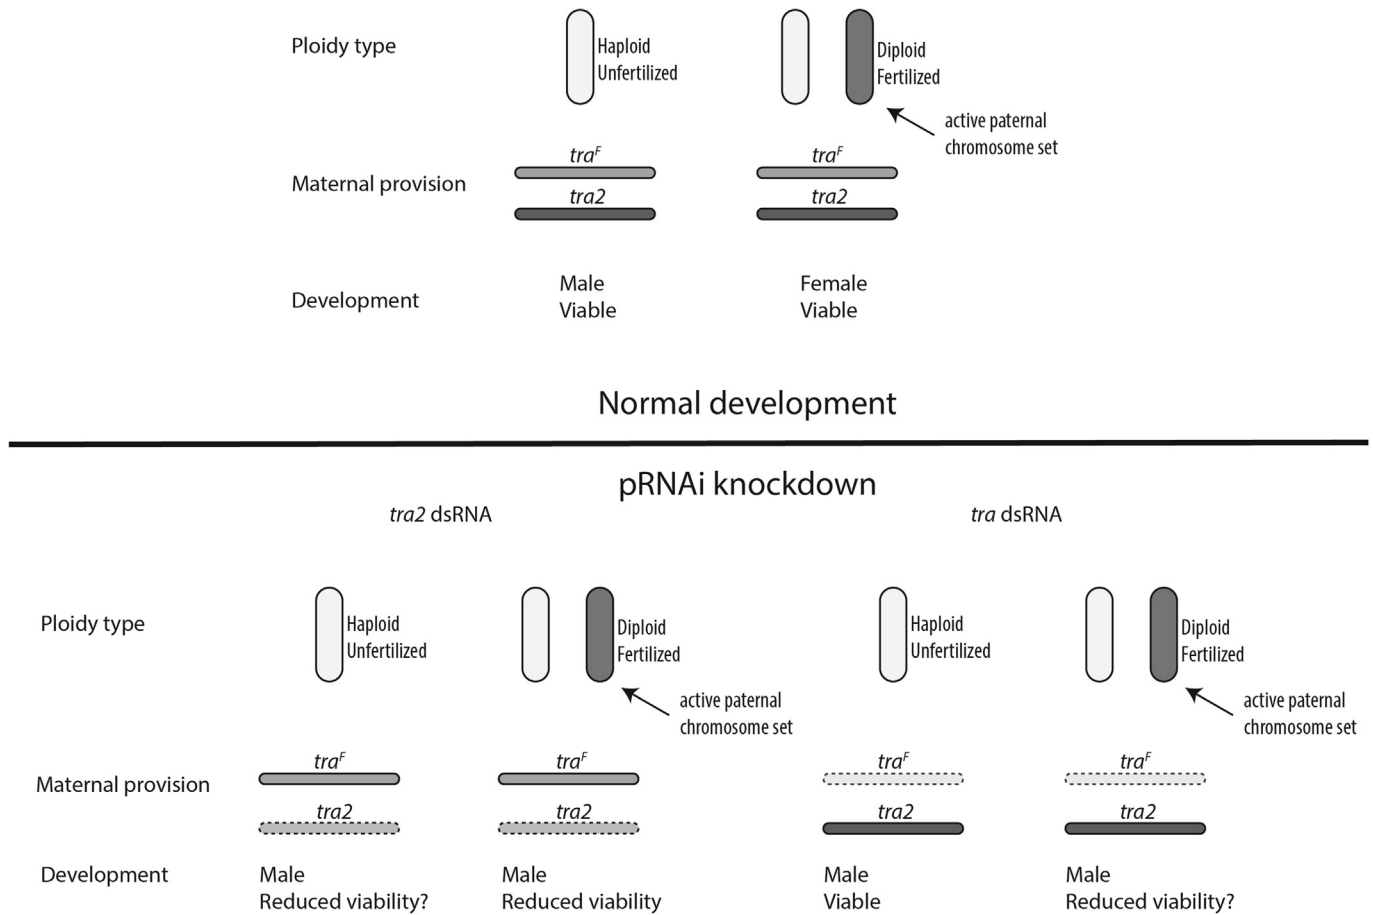 Ploidy type
Haploid
Unfertilized
Diploid
Fertilized
active paternal
chromosome set
Maternal provision
traF
traF
tra2
tra2
Development
Male
Viable
Female
Viable
Normal development
pRNAi knockdown
tra2 dsRNA
tra dsRNA
Ploidy type
Haploid
Unfertilized
Diploid
Fertilized
active paternal
chromosome set
Haploid
Unfertilized
Diploid
Fertilized
active paternal
chromosome set
Maternal provision
traF
traF
traF
traF
tra2
tra2
tra2
tra2
Development
Male
Reduced viability?
Male
Reduced viability
Male
Viable
Male
Reduced viability?